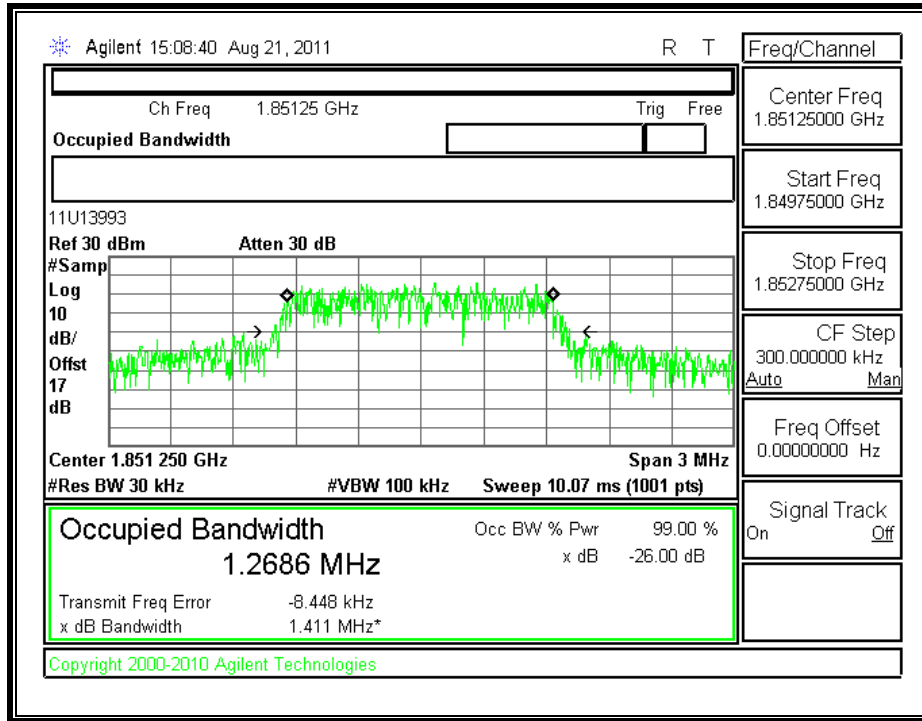 Agilent 15:08:40 Aug 21, 2011 R T
Freq/Channel
Ch Freq 1.85125 GHz Trig Free
Occupied Bandwidth
Center Freq
1.85125000 GHz
Start Freq
1.84975000 GHz
11U13993
Ref 30 dBm Atten 30 dB
#Samp
Log
10
dB/
Offst
17
dB
Stop Freq
1.85275000 GHz
CF Step
300.000000 kHz
Auto Man
Freq Offset
0.00000000 Hz
Center 1.851 250 GHz Span 3 MHz
#Res BW 30 kHz #VBW 100 kHz Sweep 10.07 ms (1001 pts)
Signal Track
On Off
Occupied Bandwidth
1.2686 MHz
Occ BW % Pwr 99.00 %
x dB -26.00 dB
Transmit Freq Error -8.448 kHz
x dB Bandwidth 1.411 MHz*
Copyright 2000-2010 Agilent Technologies